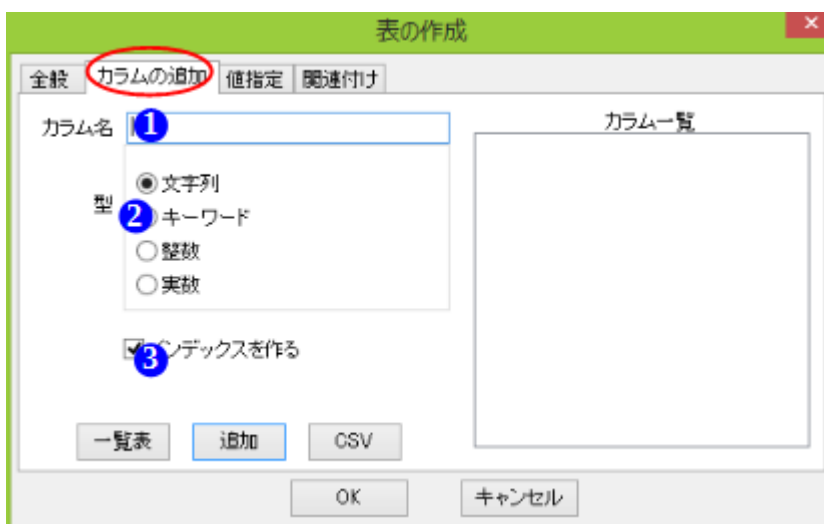 表の作成
全般 カラムの追加 値指定 関連付け
カラム名 1
カラム一覧
文字列
型
2 キーワード
整数
実数
3 ンデックスを作る
一覧表 追加 CSV
OK キャンセル